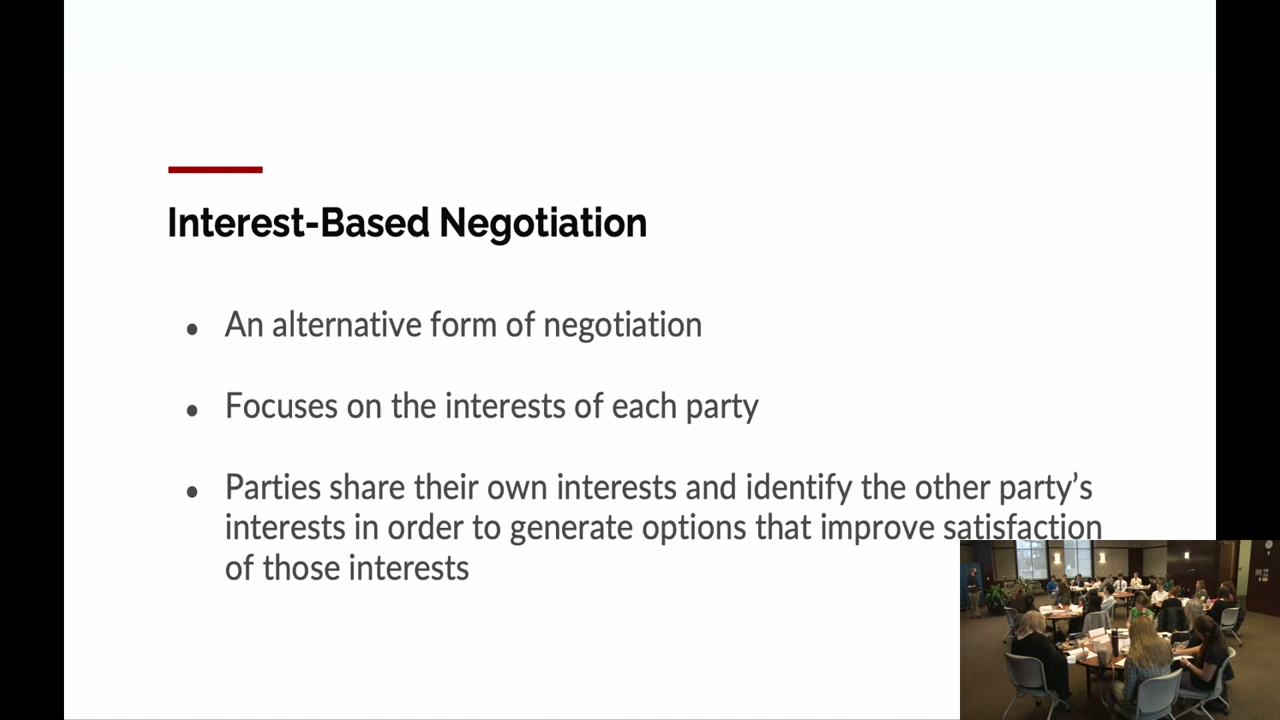 Interest-Based Negotiation
● An alternative form of negotiation
● Focuses on the interests of each party
● Parties share their own interests and identify the other party’s
interests in order to generate options that improve satisfaction
of those interests